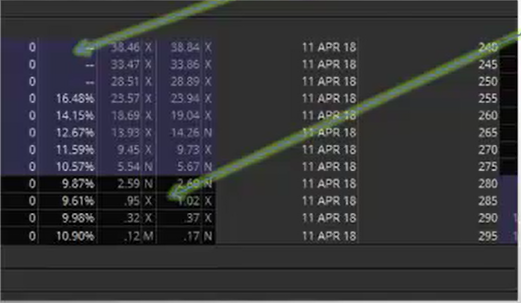 0 -- 38.46 X 38.84 X 11 APR 18 240
0 -- 33.47 X 33.86 X 11 APR 18 245
0 -- 28.51 X 28.89 X 11 APR 18 250
0 16.48% 23.57 X 23.94 X 11 APR 18 255
0 14.15% 18.69 X 19.04 X 11 APR 18 260
0 12.67% 13.93 X 14.26 N 11 APR 18 265
0 11.59% 9.45 X 9.73 X 11 APR 18 270
0 10.57% 5.54 N 5.67 N 11 APR 18 275
0 9.87% 2.59 N N 11 APR 18 280
0 9.61% .95 X 1.02 X 11 APR 18 285
0 9.98% .32 X .37 X 11 APR 18 290
0 10.90% .12 M .17 N 11 APR 18 295